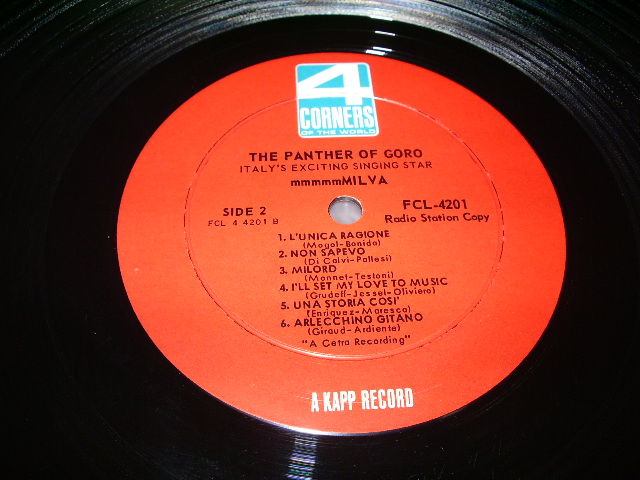 4
CORNERS
OF THE WORLD
THE PANTHER OF GORO
ITALY'S EXCITING SINGING STAR
mmmmmMILVA
SIDE 2
FCL 4 4201 B
FCL-4201
Radio Station Copy
1. L'UNICA RAGIONE
(Mogol-Donida)
2. NON SAPEVO
(Di Calvi-Pallesi)
3. MILORD
(Monnet-Testoni)
4. I'LL SET MY LOVE TO MUSIC
(Grudeff-Jessel-Oliviero)
5. UNA STORIA COSI'
(Enriquez-Maresca)
6. ARLECCHINO GITANO
(Giraud-Ardiente)
"A Cetra Recording"
A KAPP RECORD